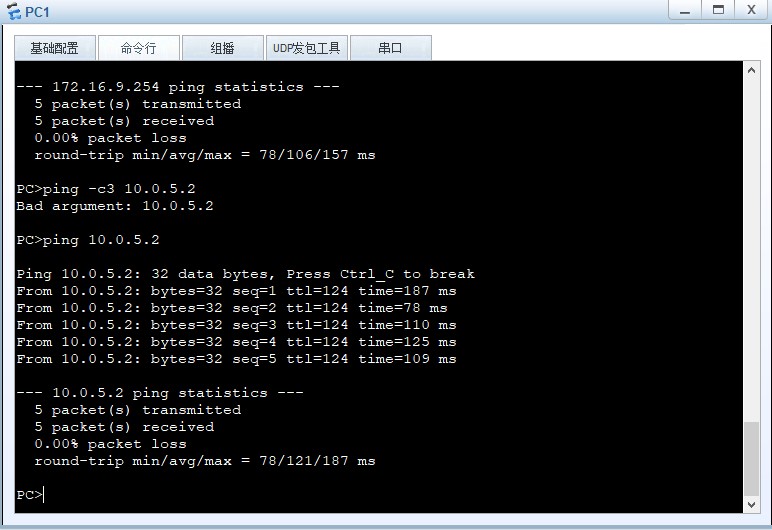 PC1
基础配置 命令行 组播 UDP发包工具 串口
--- 172.16.9.254 ping statistics ---
5 packet(s) transmitted
5 packet(s) received
0.00% packet loss
round-trip min/avg/max = 78/106/157 ms
PC>ping -c3 10.0.5.2
Bad argument: 10.0.5.2
PC>ping 10.0.5.2
Ping 10.0.5.2: 32 data bytes, Press Ctrl_C to break
From 10.0.5.2: bytes=32 seq=1 ttl=124 time=187 ms
From 10.0.5.2: bytes=32 seq=2 ttl=124 time=78 ms
From 10.0.5.2: bytes=32 seq=3 ttl=124 time=110 ms
From 10.0.5.2: bytes=32 seq=4 ttl=124 time=125 ms
From 10.0.5.2: bytes=32 seq=5 ttl=124 time=109 ms
--- 10.0.5.2 ping statistics ---
5 packet(s) transmitted
5 packet(s) received
0.00% packet loss
round-trip min/avg/max = 78/121/187 ms
PC>